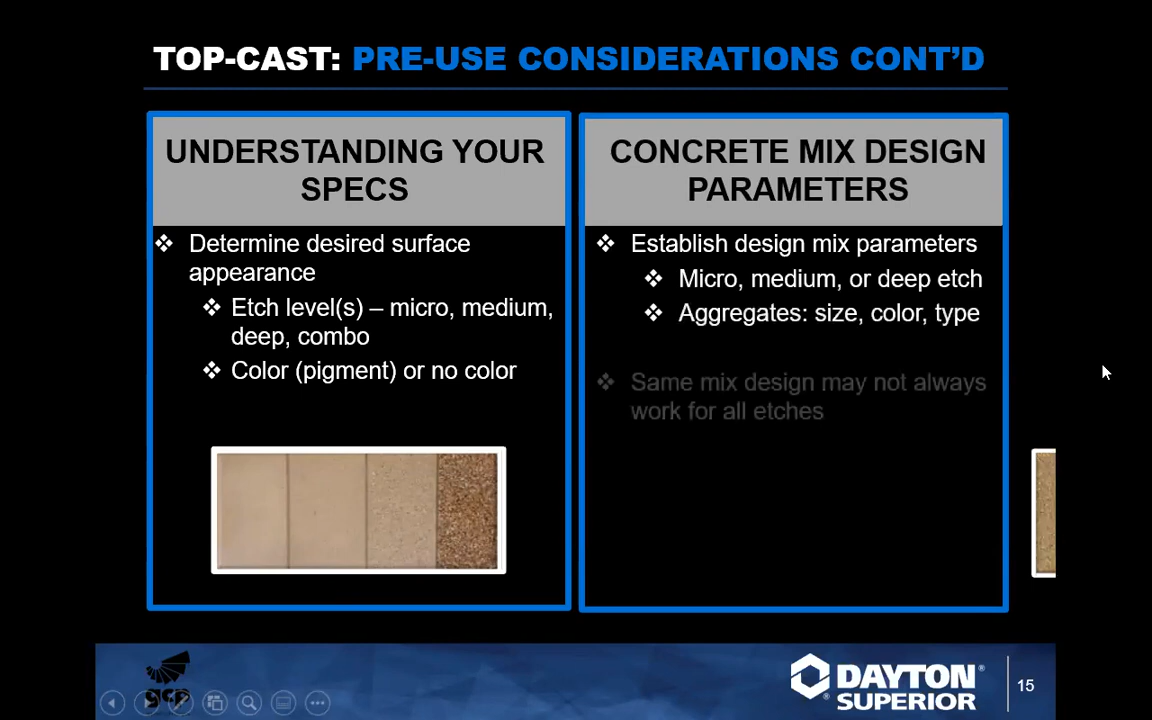 TOP-CAST: PRE-USE CONSIDERATIONS CONT’D
UNDERSTANDING YOUR
SPECS
❖ Determine desired surface
appearance
❖ Etch level(s) – micro, medium,
deep, combo
❖ Color (pigment) or no color
CONCRETE MIX DESIGN
PARAMETERS
❖ Establish design mix parameters
❖ Micro, medium, or deep etch
❖ Aggregates: size, color, type
❖ Same mix design may not always
work for all etches
gcp
DAYTON®
®SUPERIOR
15